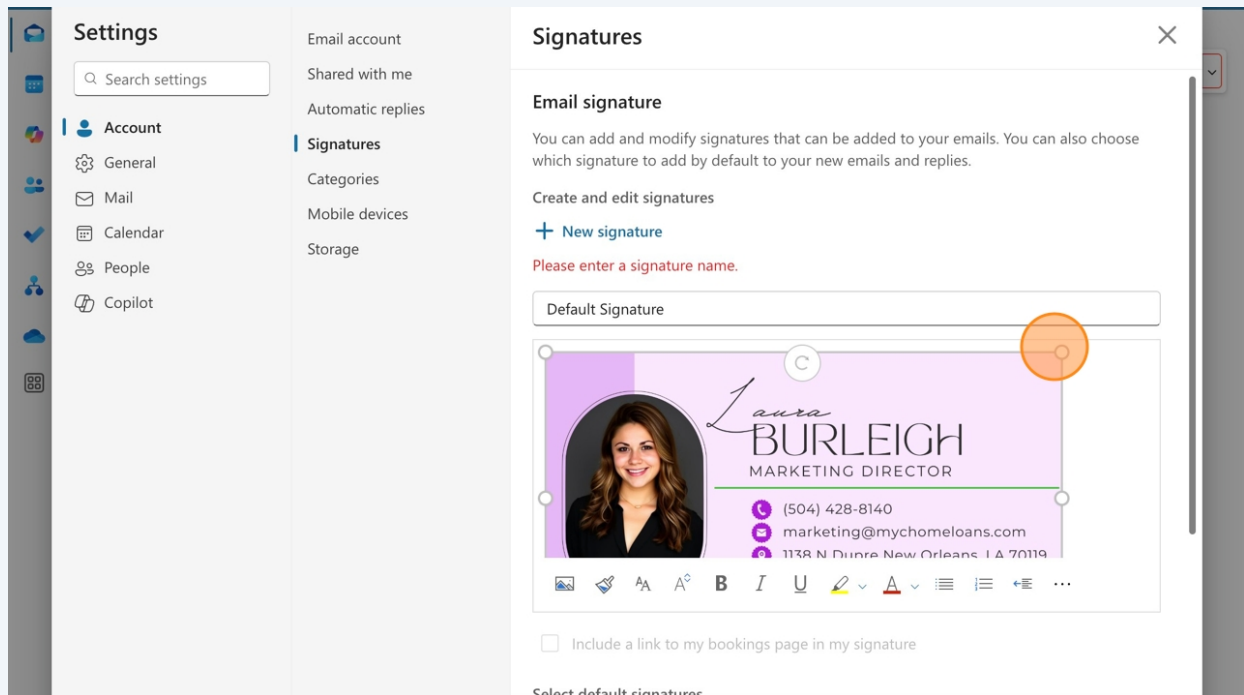 Settings
Search settings
Account
General
Mail
Calendar
People
Copilot
Email account
Shared with me
Automatic replies
Signatures
Categories
Mobile devices
Storage
Signatures
Email signature
You can add and modify signatures that can be added to your emails. You can also choose
which signature to add by default to your new emails and replies.
Create and edit signatures
New signature
Please enter a signature name.
Default Signature
Laura
BURLEIGH
MARKETING DIRECTOR
(504) 428-8140
marketing@mychomeloans.com
1138 N Dupre New Orleans, LA 70119
B I U A
Include a link to my bookings page in my signature
Select default signatures